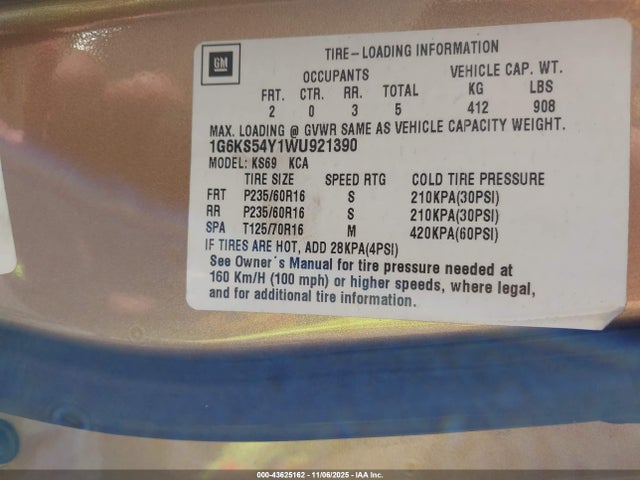 GM
TIRE-LOADING INFORMATION
OCCUPANTS VEHICLE CAP. WT.
FRT. CTR. RR. TOTAL KG LBS
2 0 3 5 412 908
MAX. LOADING @ GVWR SAME AS VEHICLE CAPACITY WEIGHT.
1G6KS54Y1WU921390
MODEL: KS69 KCA
TIRE SIZE SPEED RTG COLD TIRE PRESSURE
FRT P235/60R16 S 210KPA(30PSI)
RR P235/60R16 S 210KPA(30PSI)
SPA T125/70R16 M 420KPA(60PSI)
IF TIRES ARE HOT, ADD 28KPA(4PSI)
See Owner's Manual for tire pressure needed at
160 Km/H (100 mph) or higher speeds, where legal,
and for additional tire information.
000-43625162 - 11/06/2025 - IAA Inc.